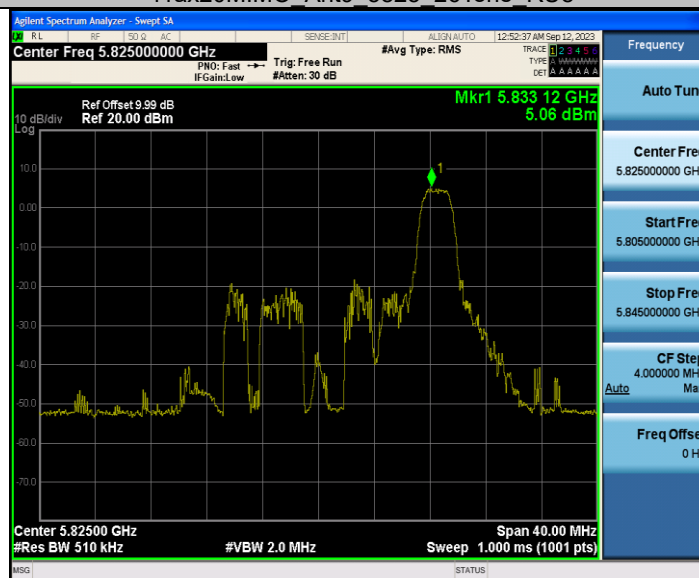 Agilent Spectrum Analyzer - Swept SA
RL RF 50 Ω AC SENSE:INT ALIGN AUTO 12:52:37 AM Sep 12, 2023
Center Freq 5.825000000 GHz
PNO: Fast
IFGain:Low
Trig: Free Run
#Atten: 30 dB
#Avg Type: RMS
TRACE 1 2 3 4 5 6
TYPE A
DET A A A A A A
Mkr1 5.833 12 GHz
5.06 dBm
Ref Offset 9.99 dB
10 dB/div Ref 20.00 dBm
Log
1
10.0
0.00
-10.0
-20.0
-30.0
-40.0
-50.0
-60.0
-70.0
Center 5.82500 GHz Span 40.00 MHz
#Res BW 510 kHz #VBW 2.0 MHz Sweep 1.000 ms (1001 pts)
MSG STATUS
Frequency
Auto Tun
Center Fre
5.825000000 GH
Start Fre
5.805000000 GH
Stop Fre
5.845000000 GH
CF Ste
4.000000 MH
Auto Ma
Freq Offse
0 H